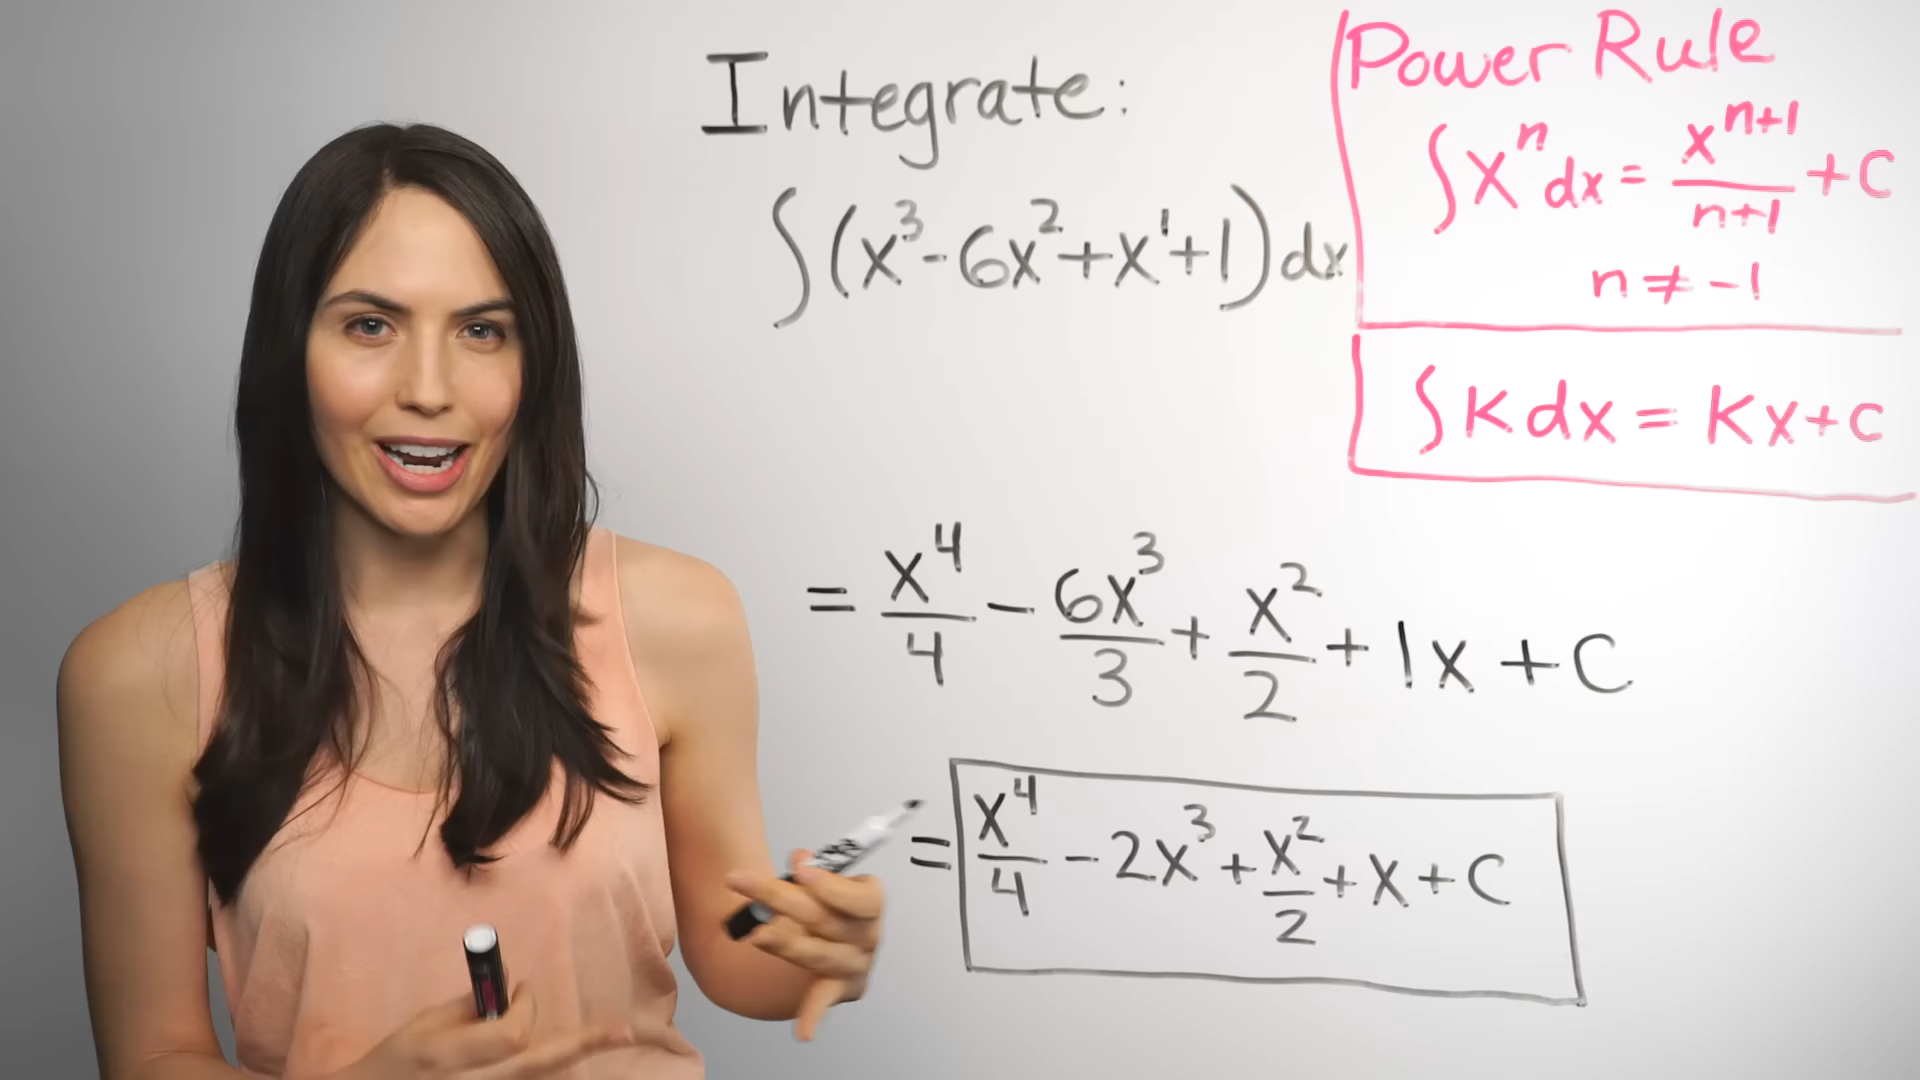 Integrate:
∫(x³-6x²+x¹+1)dx
= x⁴/4 - 6x³/3 + x²/2 + 1x + C
= x⁴/4 - 2x³ + x²/2 + x + C
Power Rule
∫xⁿdx = xⁿ⁺¹/n+1 + C
n ≠ -1
∫K dx = Kx+C